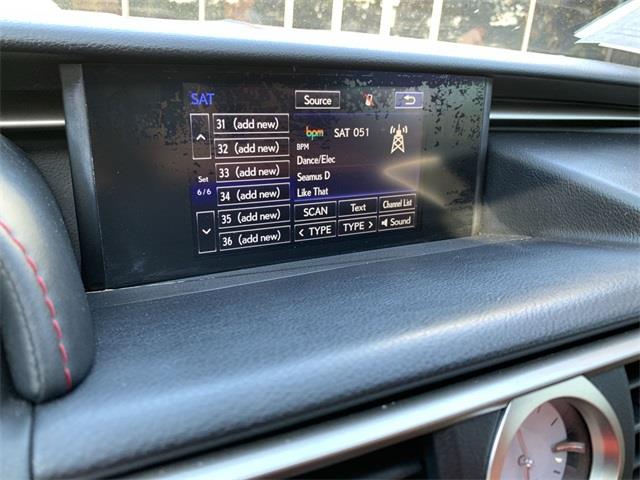 SAT
Source
31 (add new)
32 (add new)
33 (add new)
34 (add new)
35 (add new)
36 (add new)
Set
6/6
bpm
SAT 051
BPM
Dance/Elec
Seamus D
Like That
SCAN
Text
Channel List
< TYPE
TYPE >
Sound